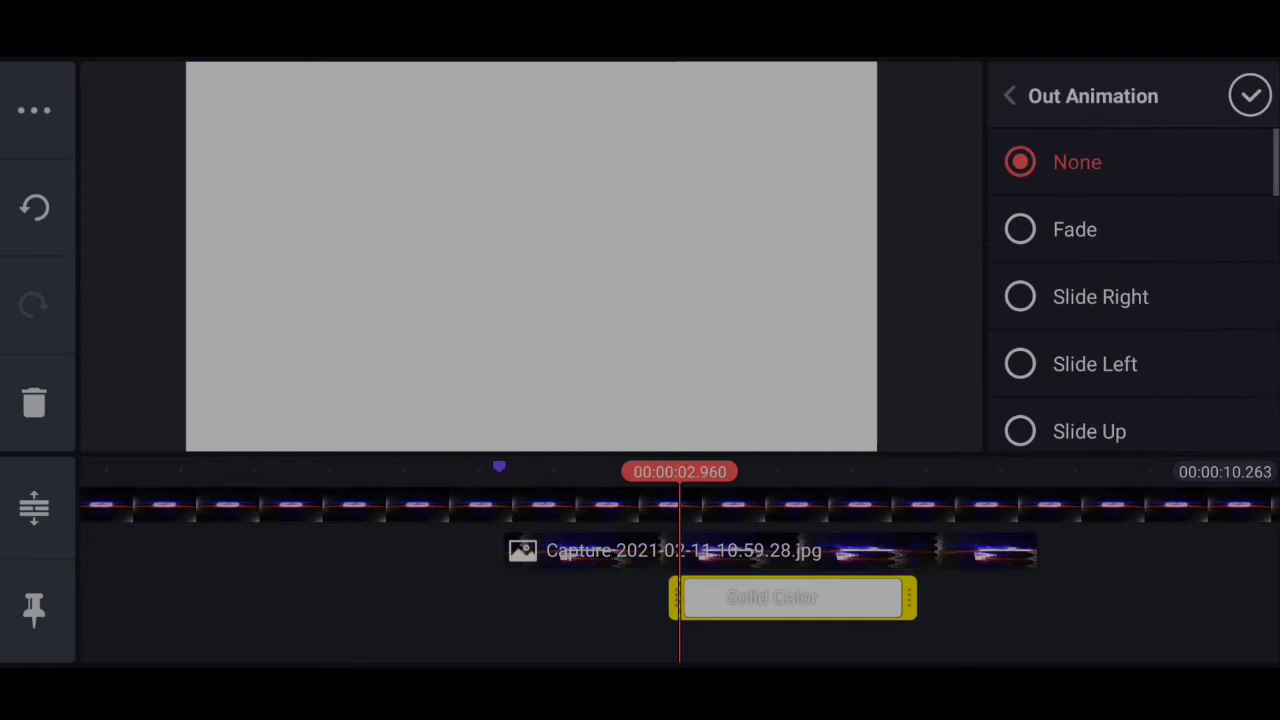 Out Animation
None
Fade
Slide Right
Slide Left
Slide Up
00:00:02.960
00:00:10.263
Capture-2021-02-11-10.59.28.jpg
Solid Color